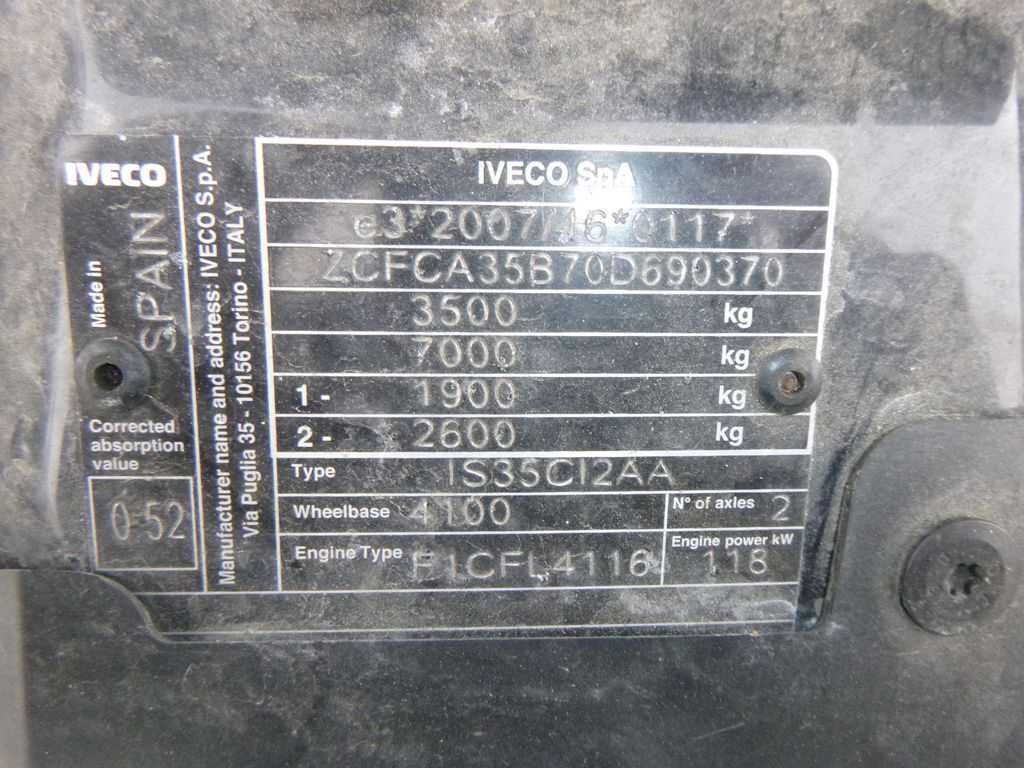 IVECO
Made in SPAIN
Corrected
absorption
value
0.52
Manufacturer name and address: IVECO S.p.A.
Via Puglia 35 - 10156 Torino - ITALY
IVECO SpA
e3*2007/46*0117*
ZCFCA35B70D690370
3500 kg
7000 kg
1- 1900 kg
2- 2600 kg
Type IS35CI2AA
Wheelbase 4100 N° of axles 2
Engine Type F1CFL4116 Engine power kW 118